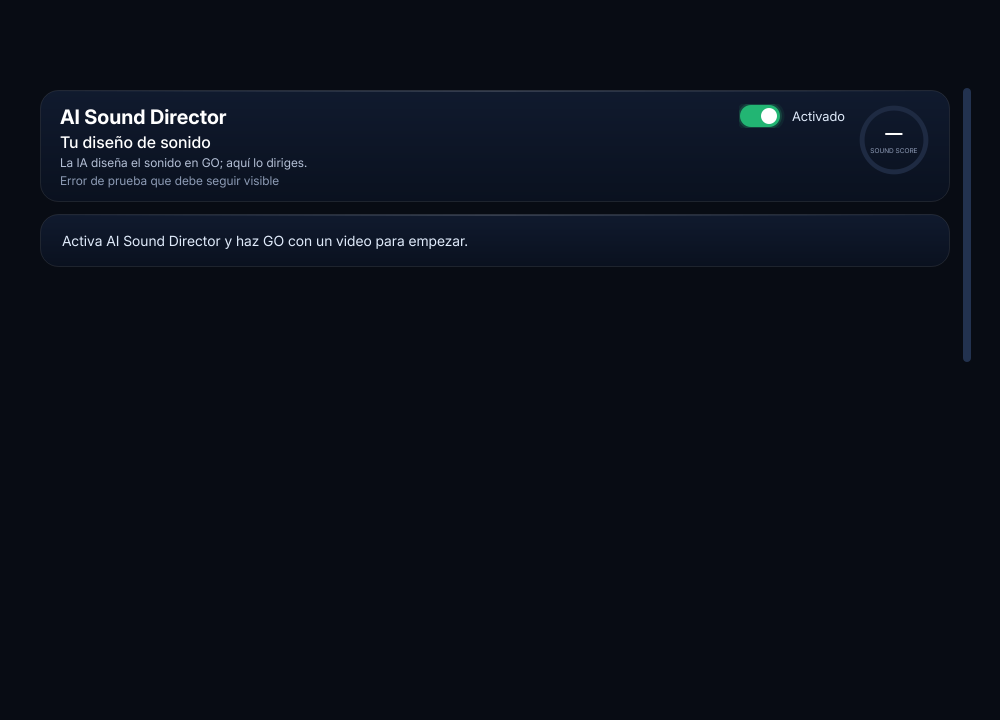 AI Sound Director
Tu diseño de sonido
La IA diseña el sonido en GO; aquí lo diriges.
Error de prueba que debe seguir visible
Activado
—
SOUND SCORE
Activa AI Sound Director y haz GO con un video para empezar.